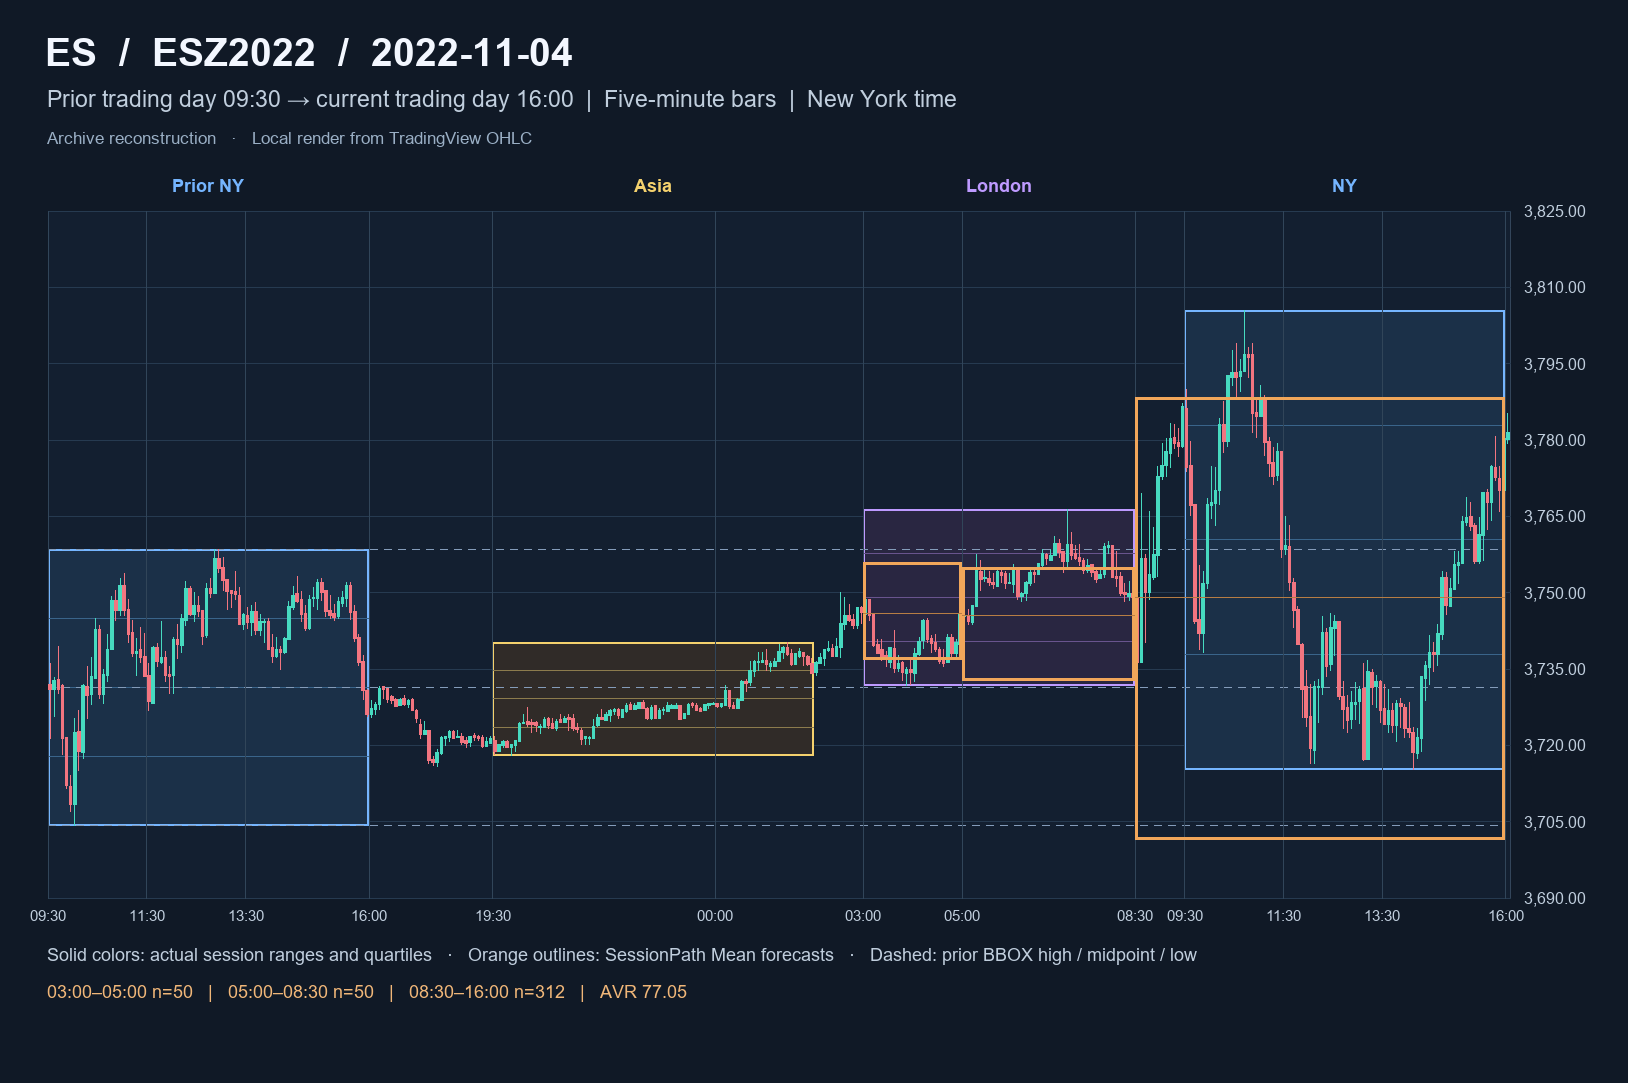 ES / ESZ2022 / 2022-11-04
Prior trading day 09:30 → current trading day 16:00 | Five-minute bars | New York time
Archive reconstruction · Local render from TradingView OHLC
Prior NY Asia London NY
3,825.00
3,810.00
3,795.00
3,780.00
3,765.00
3,750.00
3,735.00
3,720.00
3,705.00
3,690.00
09:30 11:30 13:30 16:00 19:30 00:00 03:00 05:00 08:30 09:30 11:30 13:30 16:00
Solid colors: actual session ranges and quartiles · Orange outlines: SessionPath Mean forecasts · Dashed: prior BBOX high / midpoint / low
03:00–05:00 n=50 | 05:00–08:30 n=50 | 08:30–16:00 n=312 | AVR 77.05